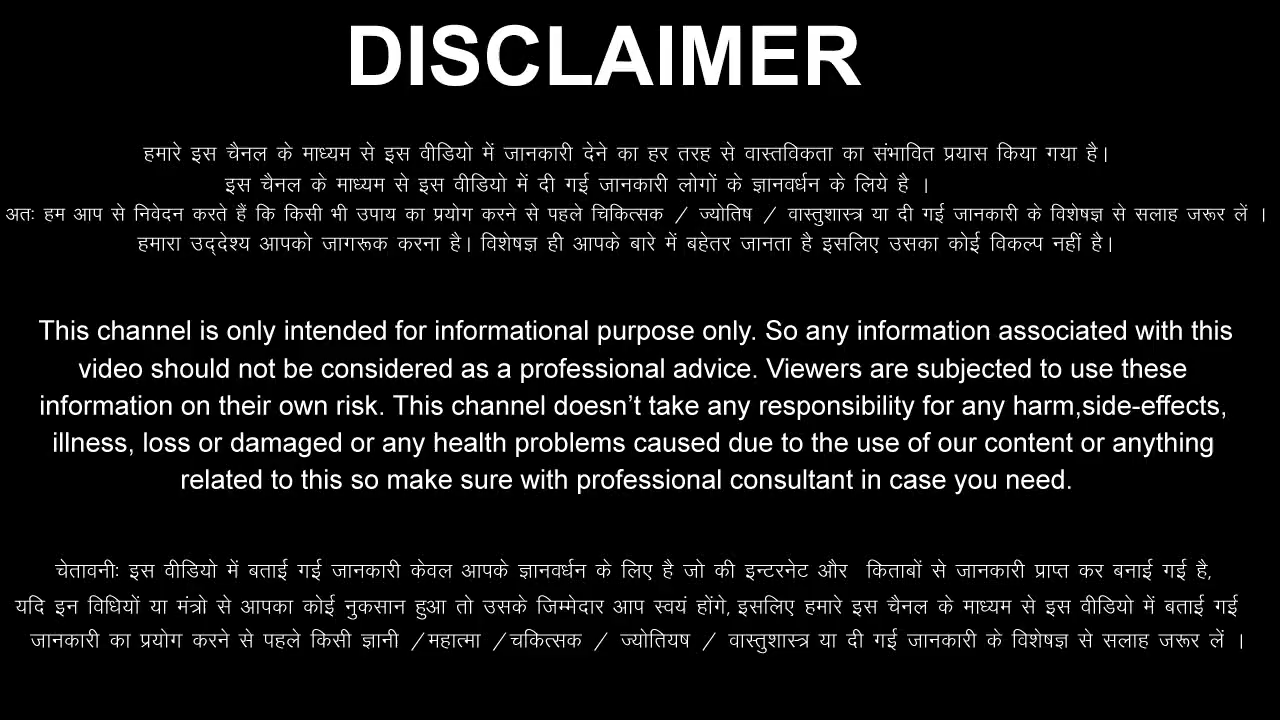 DISCLAIMER
हमारे इस चैनल के माध्यम से इस वीडियो में जानकारी देने का हर तरह से वास्तविकता का संभावित प्रयास किया गया है।
इस चैनल के माध्यम से इस वीडियो में दी गई जानकारी लोगों के ज्ञानवर्धन के लिये है ।
अतः हम आप से निवेदन करते हैं कि किसी भी उपाय का प्रयोग करने से पहले चिकित्सक / ज्योतिष / वास्तुशास्त्र या दी गई जानकारी के विशेषज्ञ से सलाह जरूर लें ।
हमारा उद्देश्य आपको जागरूक करना है। विशेषज्ञ ही आपके बारे में बहेतर जानता है इसलिए उसका कोई विकल्प नहीं है।
This channel is only intended for informational purpose only. So any information associated with this
video should not be considered as a professional advice. Viewers are subjected to use these
information on their own risk. This channel doesn’t take any responsibility for any harm,side-effects,
illness, loss or damaged or any health problems caused due to the use of our content or anything
related to this so make sure with professional consultant in case you need.
चेतावनीः इस वीडियो में बताई गई जानकारी केवल आपके ज्ञानवर्धन के लिए है जो की इन्टरनेट और किताबों से जानकारी प्राप्त कर बनाई गई है,
यदि इन विधियों या मंत्रो से आपका कोई नुकसान हुआ तो उसके जिम्मेदार आप स्वयं होंगे, इसलिए हमारे इस चैनल के माध्यम से इस वीडियो में बताई गई
जानकारी का प्रयोग करने से पहले किसी ज्ञानी /महात्मा /चकित्सक / ज्योतियष / वास्तुशास्त्र या दी गई जानकारी के विशेषज्ञ से सलाह जरूर लें ।